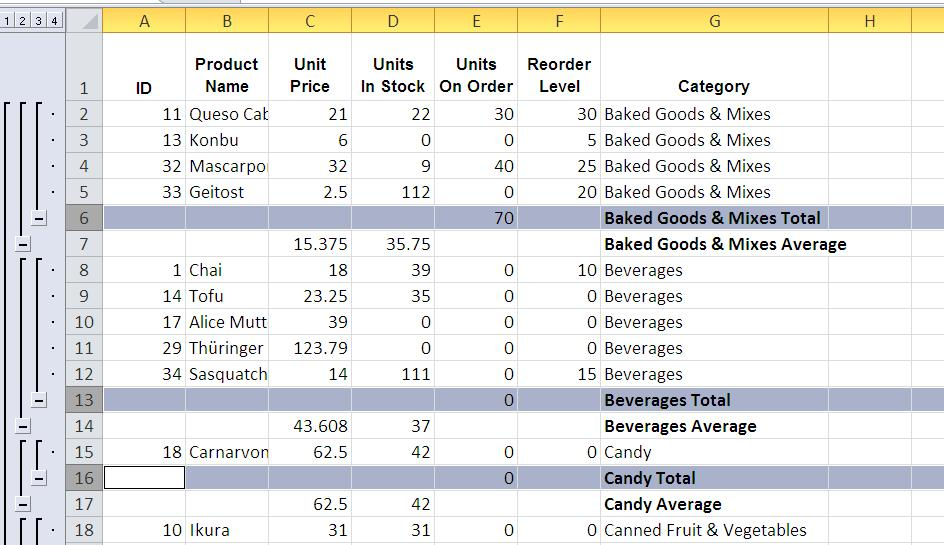 1 2 3 4 A B C D E F G H
1 ID Product Name Unit Price Units In Stock Units On Order Reorder Level Category
2 11 Queso Cab 21 22 30 30 Baked Goods & Mixes
3 13 Konbu 6 0 0 5 Baked Goods & Mixes
4 32 Mascarpo 32 9 40 25 Baked Goods & Mixes
5 33 Geitost 2.5 112 0 20 Baked Goods & Mixes
6 70 Baked Goods & Mixes Total
7 15.375 35.75 Baked Goods & Mixes Average
8 1 Chai 18 39 0 10 Beverages
9 14 Tofu 23.25 35 0 0 Beverages
10 17 Alice Mutt 39 0 0 0 Beverages
11 29 Thüringer 123.79 0 0 0 Beverages
12 34 Sasquatch 14 111 0 15 Beverages
13 0 Beverages Total
14 43.608 37 Beverages Average
15 18 Carnarvon 62.5 42 0 0 Candy
16 0 Candy Total
17 62.5 42 Candy Average
18 10 Ikura 31 31 0 0 Canned Fruit & Vegetables